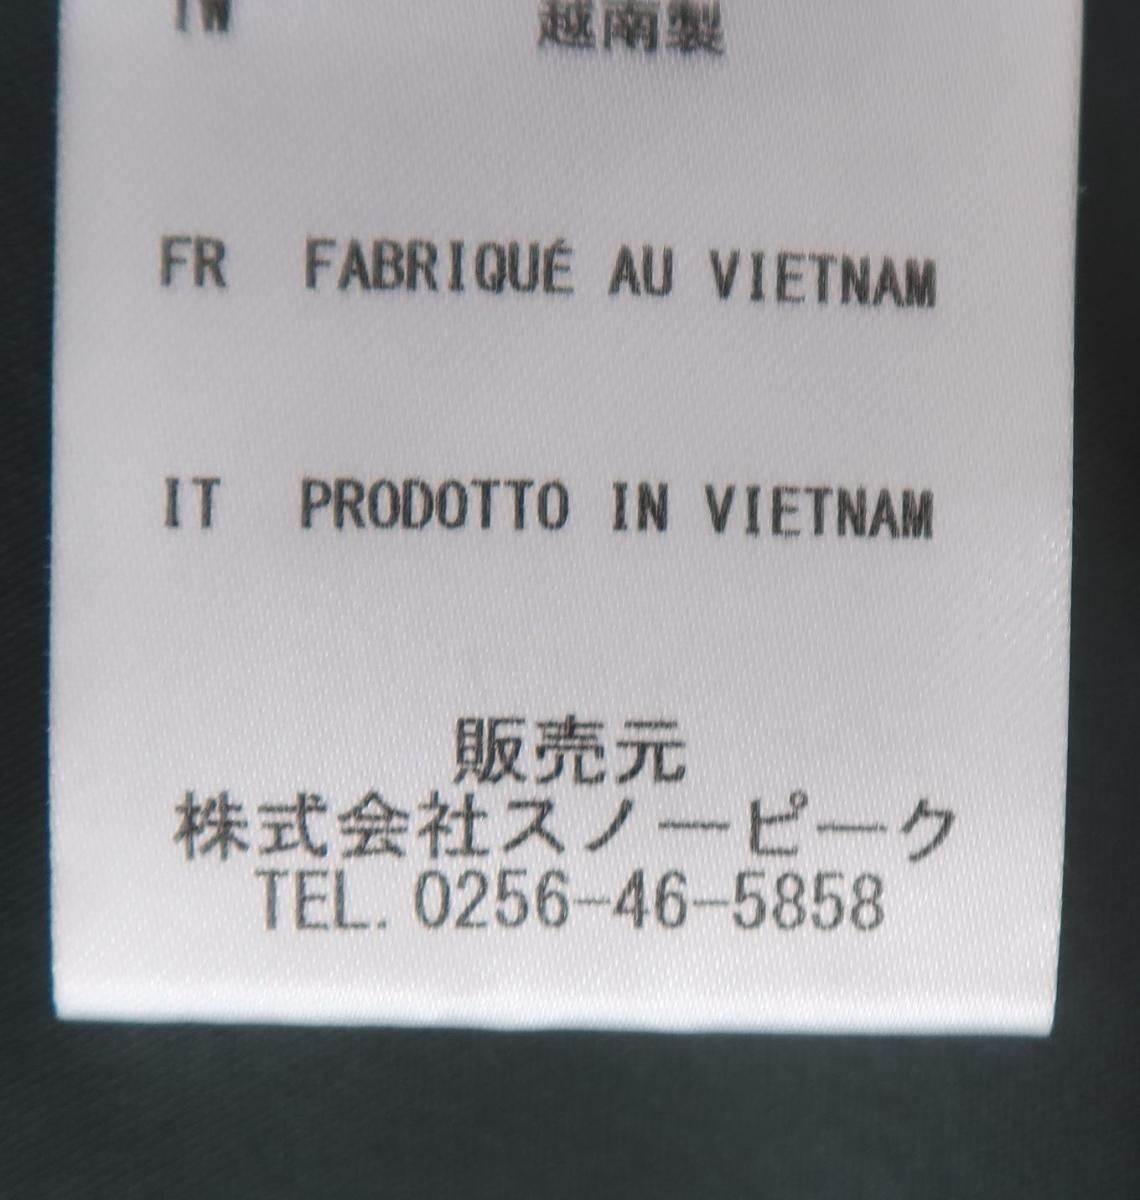 TW 越南製
FR FABRIQUÉ AU VIETNAM
IT PRODOTTO IN VIETNAM
販売元
株式会社スノーピーク
TEL. 0256-46-5858